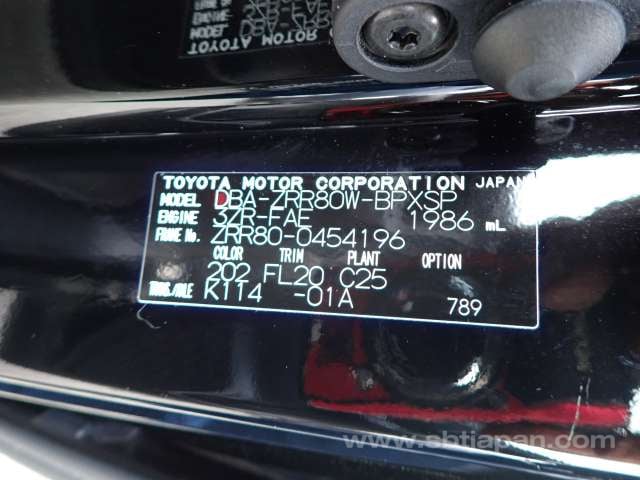 TOYOTA MOTOR CORPORATION JAPAN
MODEL DBA-ZRR80W-BPXSP
ENGINE 3ZR-FAE 1986 mL
FRAME No. ZRR80-0454196
COLOR TRIM PLANT OPTION
202 FL20 C25
TRANS./AXLE K114 -01A 789
www.sbtjapan.com